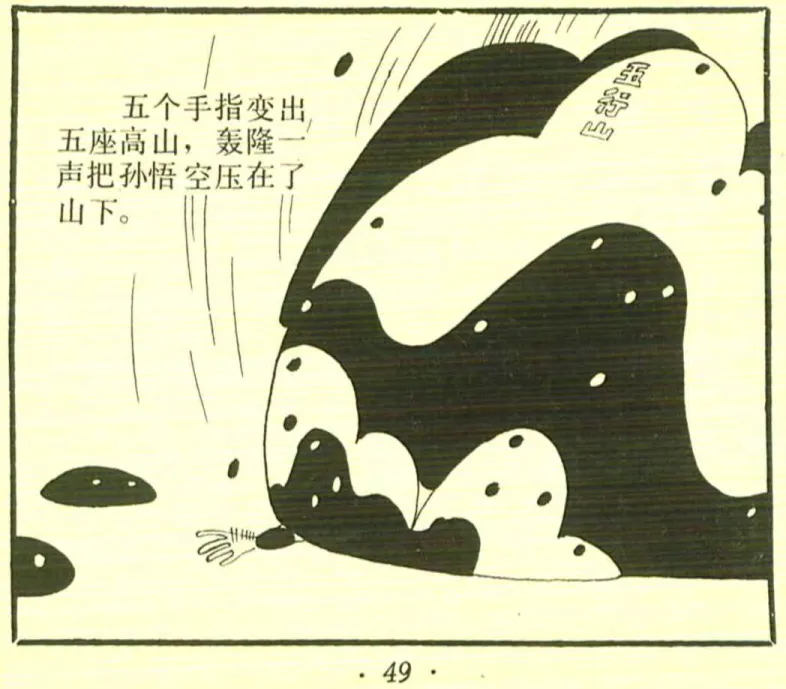 五个手指变出
五座高山，轰隆一
声把孙悟空压在了
山下。
五行山
· 49 ·